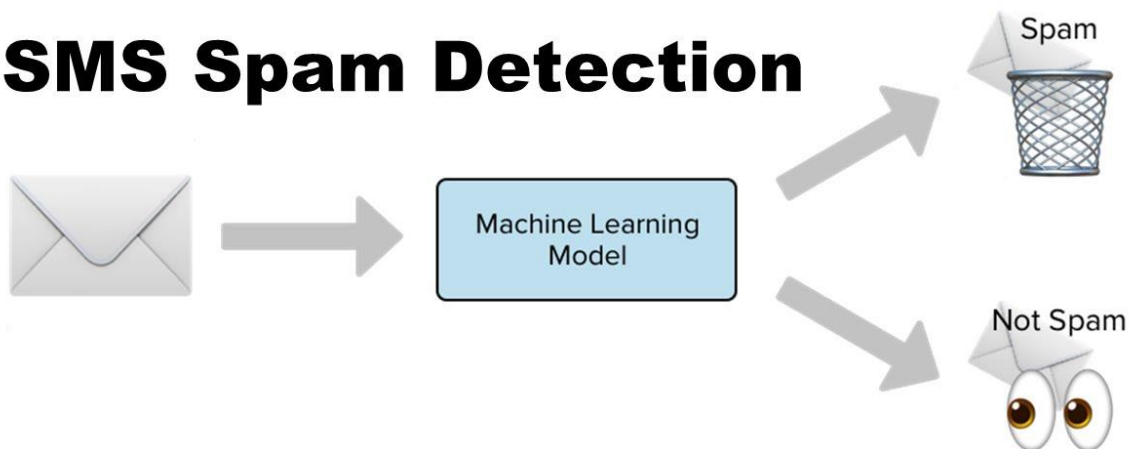 SMS Spam Detection
Spam
Machine Learning
Model
Not Spam